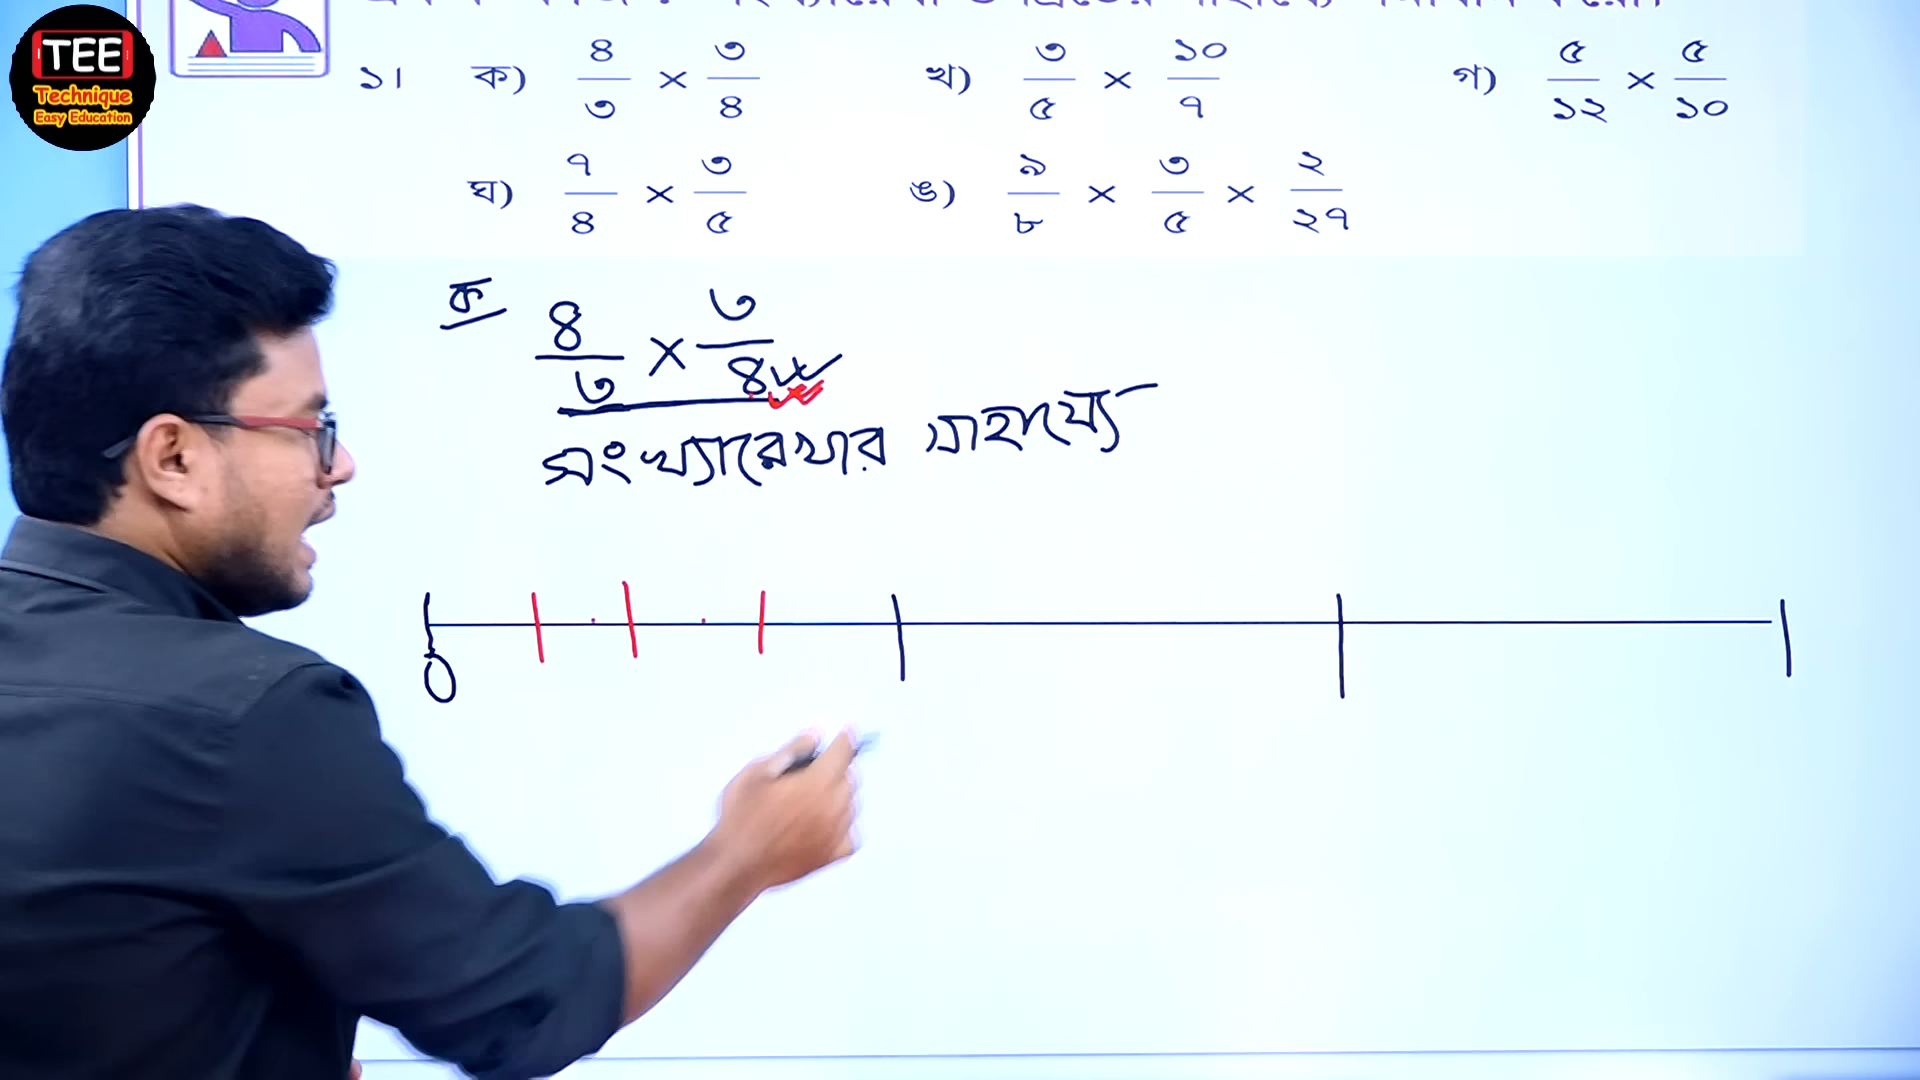 TEE
Technique
Easy Education
১। ক) ৪/৩ × ৩/৪ খ) ৩/৫ × ১০/৭ গ) ৫/১২ × ৫/১০
ঘ) ৭/৪ × ৩/৫ ঙ) ৯/৮ × ৩/৫ × ২/২৭
ক ৪/৩ × ৩/৪
সংখ্যারেখার সাহায্যে
০